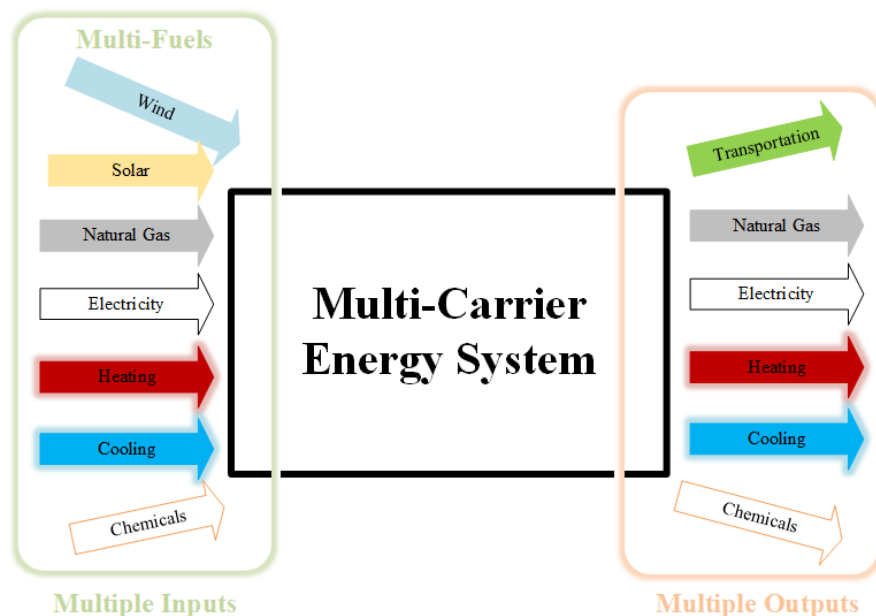 Multi-Fuels
Wind
Solar
Natural Gas
Electricity
Heating
Cooling
Chemicals
Multiple Inputs
Multi-Carrier
Energy System
Transportation
Natural Gas
Electricity
Heating
Cooling
Chemicals
Multiple Outputs